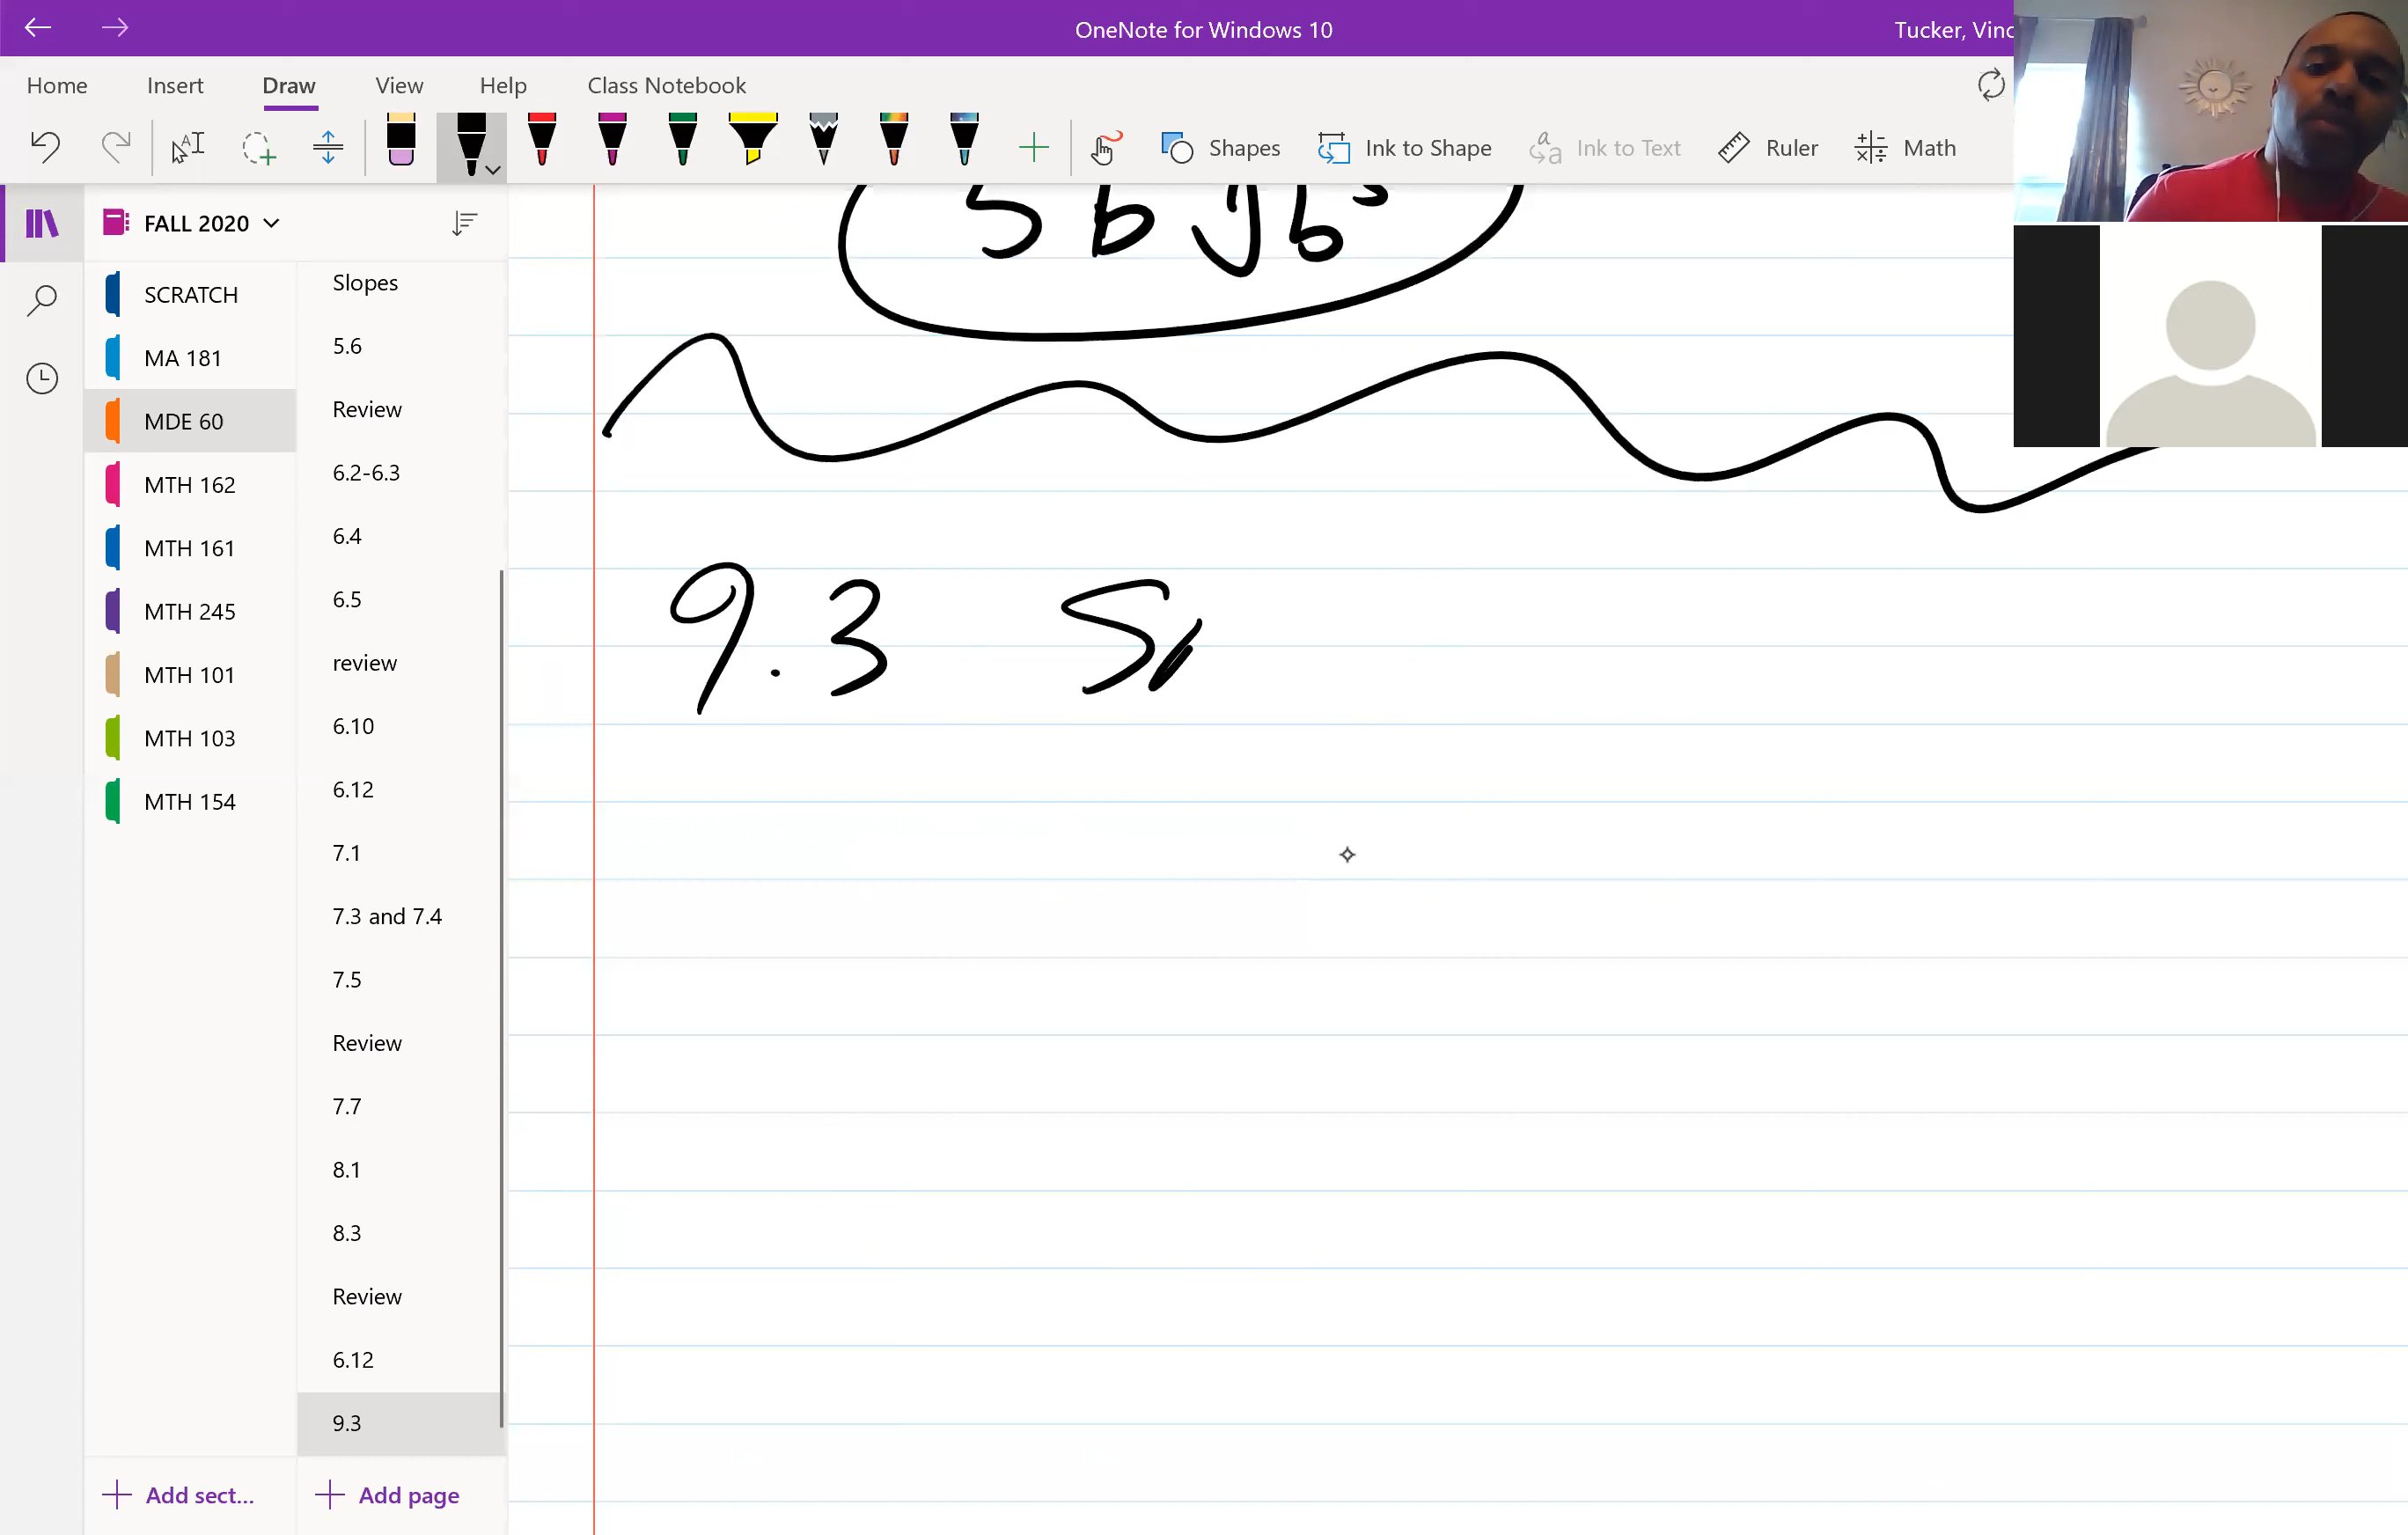 OneNote for Windows 10
Tucker, Vinc
Home Insert Draw View Help Class Notebook
Shapes Ink to Shape Ink to Text Ruler Math
FALL 2020
SCRATCH
MA 181
MDE 60
MTH 162
MTH 161
MTH 245
MTH 101
MTH 103
MTH 154
Add sect...
Slopes
5.6
Review
6.2-6.3
6.4
6.5
review
6.10
6.12
7.1
7.3 and 7.4
7.5
Review
7.7
8.1
8.3
Review
6.12
9.3
Add page
9.3